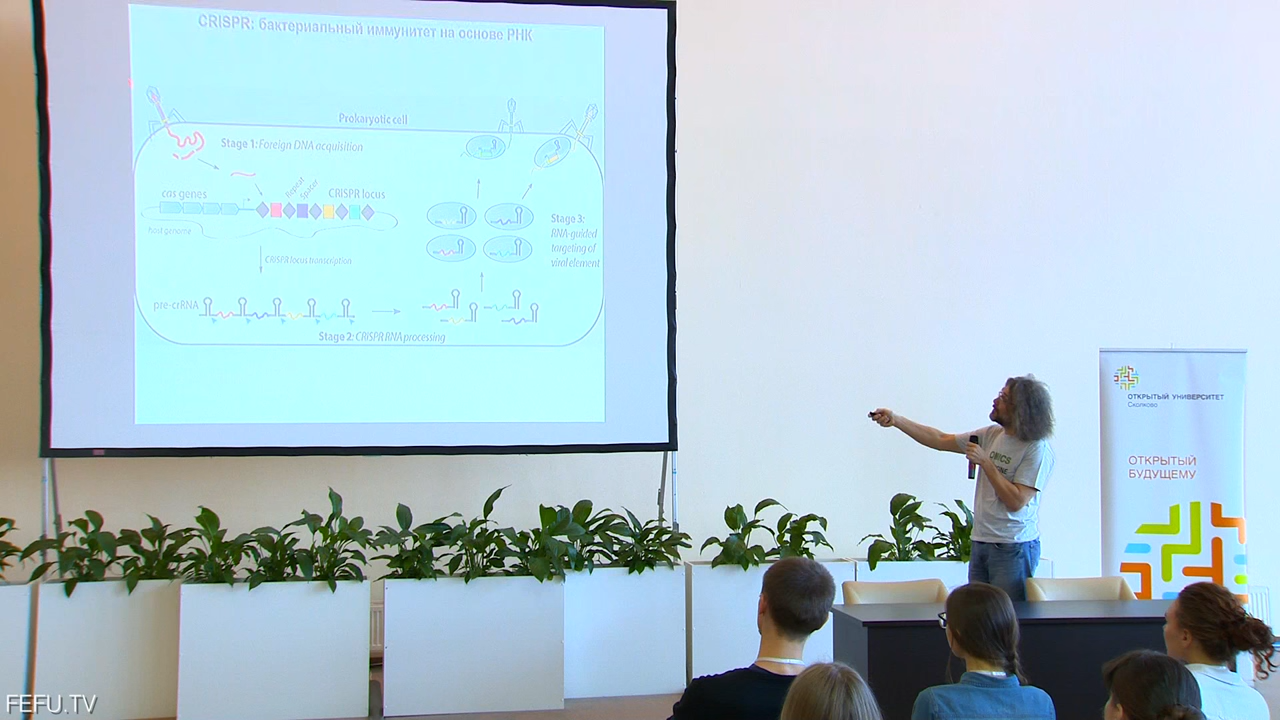 CRISPR: бактериальный иммунитет на основе РНК
Prokaryotic cell
Stage 1: Foreign DNA acquisition
cas genes
Repeat
Spacer
CRISPR locus
host genome
CRISPR locus transcription
Stage 3:
RNA-guided
targeting of
viral element
pre-crRNA
Stage 2: CRISPR RNA processing
ОТКРЫТЫЙ УНИВЕРСИТЕТ
Сколково
ОТКРЫТЫЙ
БУДУЩЕМУ
FEFU.TV